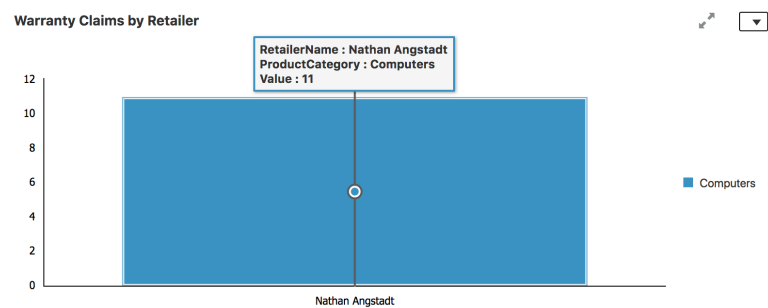 Warranty Claims by Retailer
RetailerName : Nathan Angstadt
ProductCategory : Computers
Value : 11
12
10
8
6
4
2
0
Computers
Nathan Angstadt